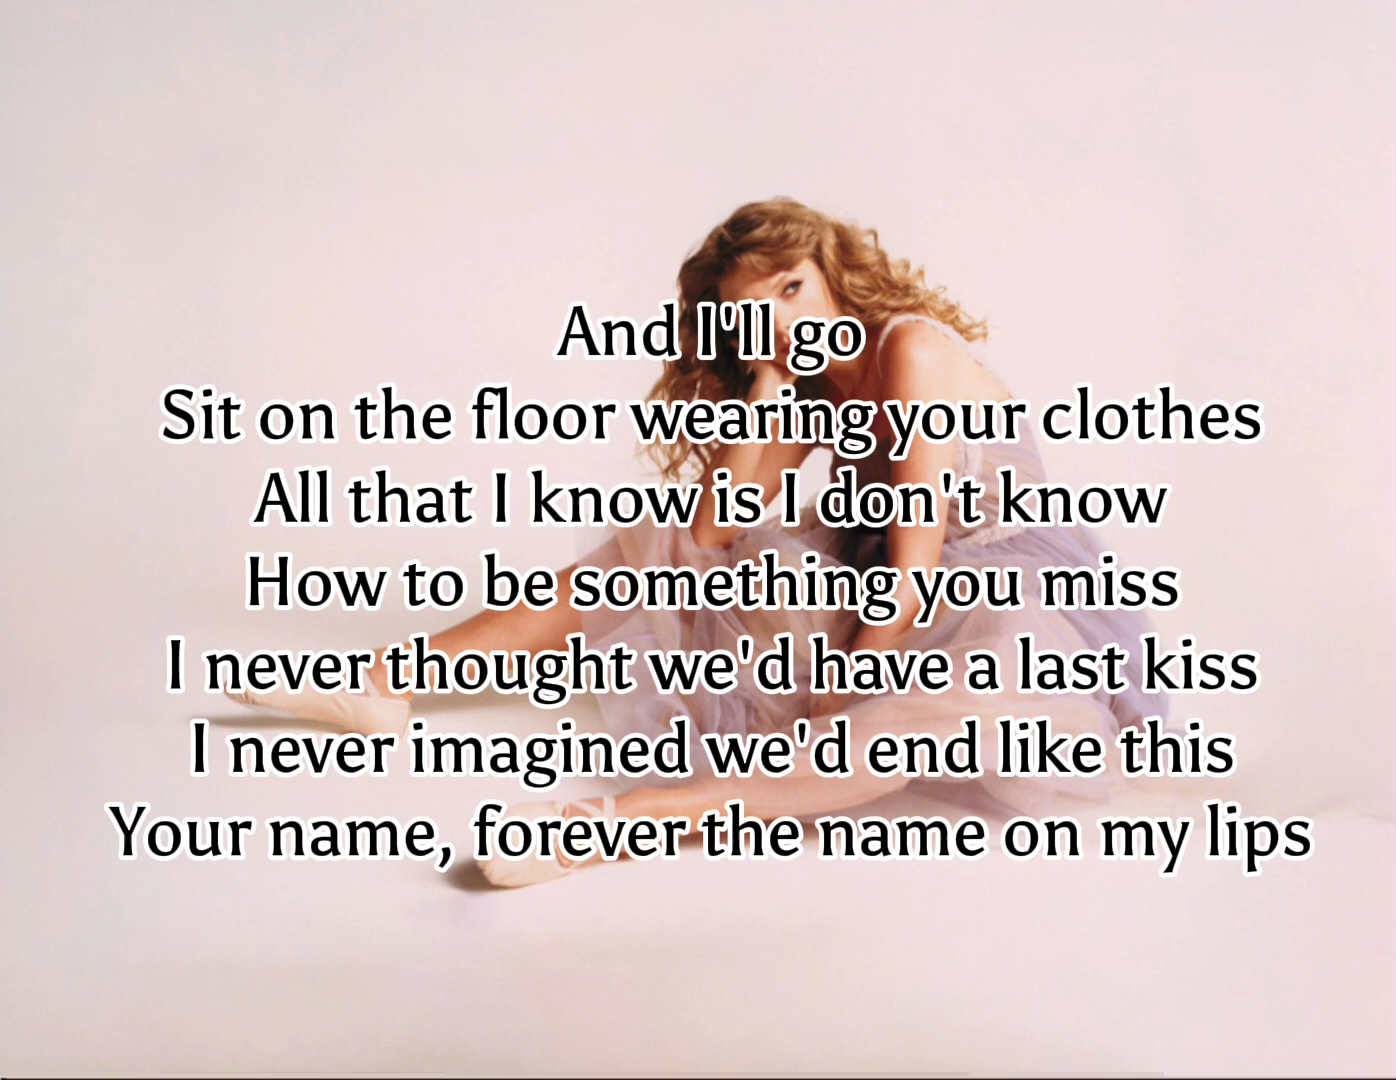 And I'll go
Sit on the floor wearing your clothes
All that I know is I don't know
How to be something you miss
I never thought we'd have a last kiss
I never imagined we'd end like this
Your name, forever the name on my lips